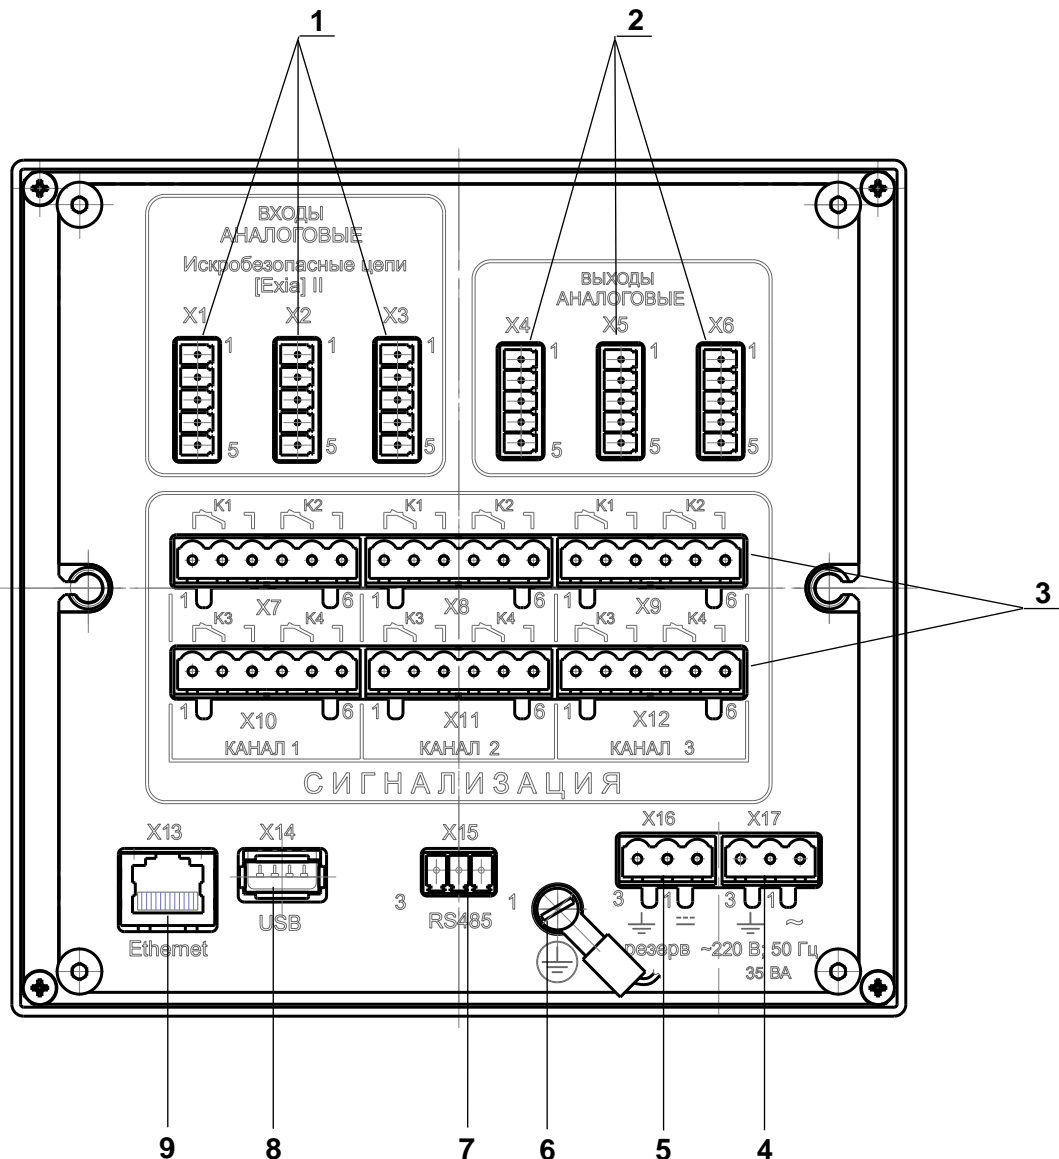 1 2
ВХОДЫ
АНАЛОГОВЫЕ
Искробезопасные цепи
[Exia] II
X1 X2 X3
1 1 1
5 5 5
ВЫХОДЫ
АНАЛОГОВЫЕ
X4 X5 X6
1 1 1
5 5 5
K1 K2 K1 K2 K1 K2
1 X7 6 1 X8 6 1 X9 6
3
K3 K4 K3 K4 K3 K4
1 X10 6 1 X11 6 1 X12 6
КАНАЛ 1 КАНАЛ 2 КАНАЛ 3
СИГНАЛИЗАЦИЯ
X13 X14 X15 X16 X17
3 1 3 1 3 1
Ethernet USB RS485
резерв ~220 В; 50 Гц
35 ВА
9 8 7 6 5 4